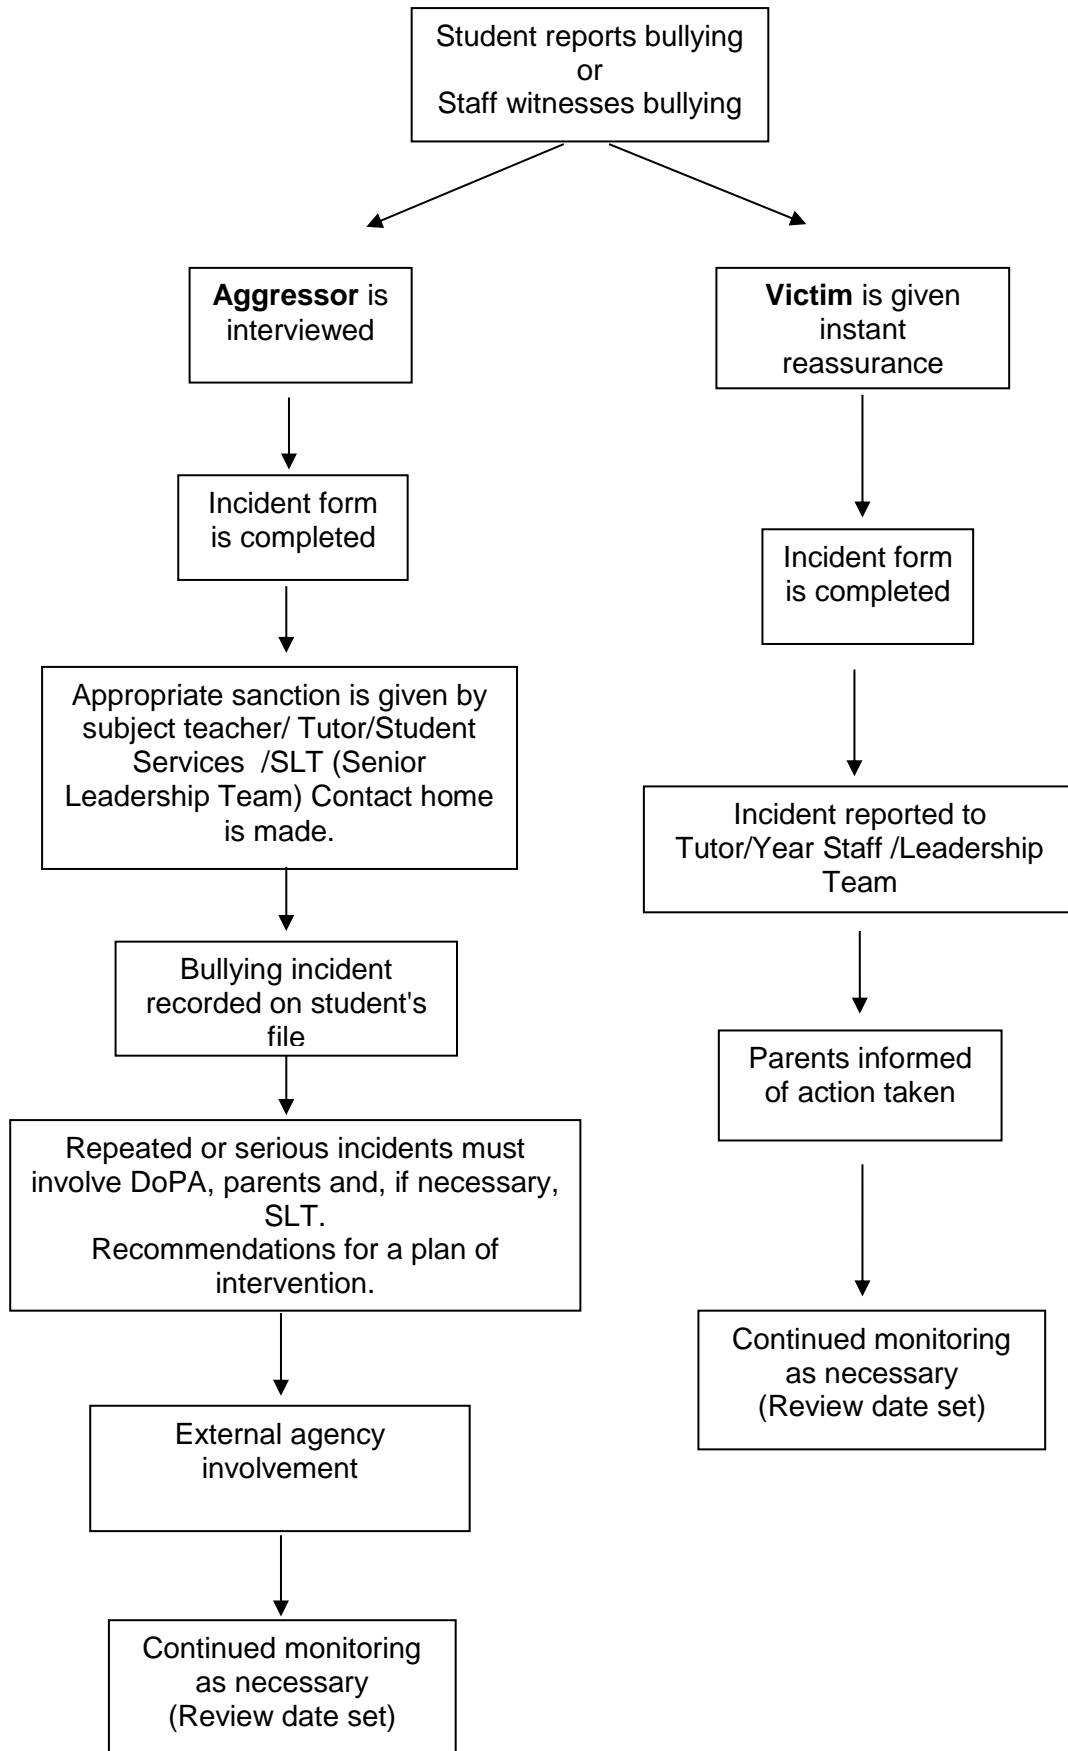 Student reports bullying
or
Staff witnesses bullying
Aggressor is
interviewed
Incident form
is completed
Appropriate sanction is given by
subject teacher/ Tutor/Student
Services /SLT (Senior
Leadership Team) Contact home
is made.
Bullying incident
recorded on student's
file
Repeated or serious incidents must
involve DoPA, parents and, if necessary,
SLT.
Recommendations for a plan of
intervention.
External agency
involvement
Continued monitoring
as necessary
(Review date set)
Victim is given
instant
reassurance
Incident form
is completed
Incident reported to
Tutor/Year Staff /Leadership
Team
Parents informed
of action taken
Continued monitoring
as necessary
(Review date set)